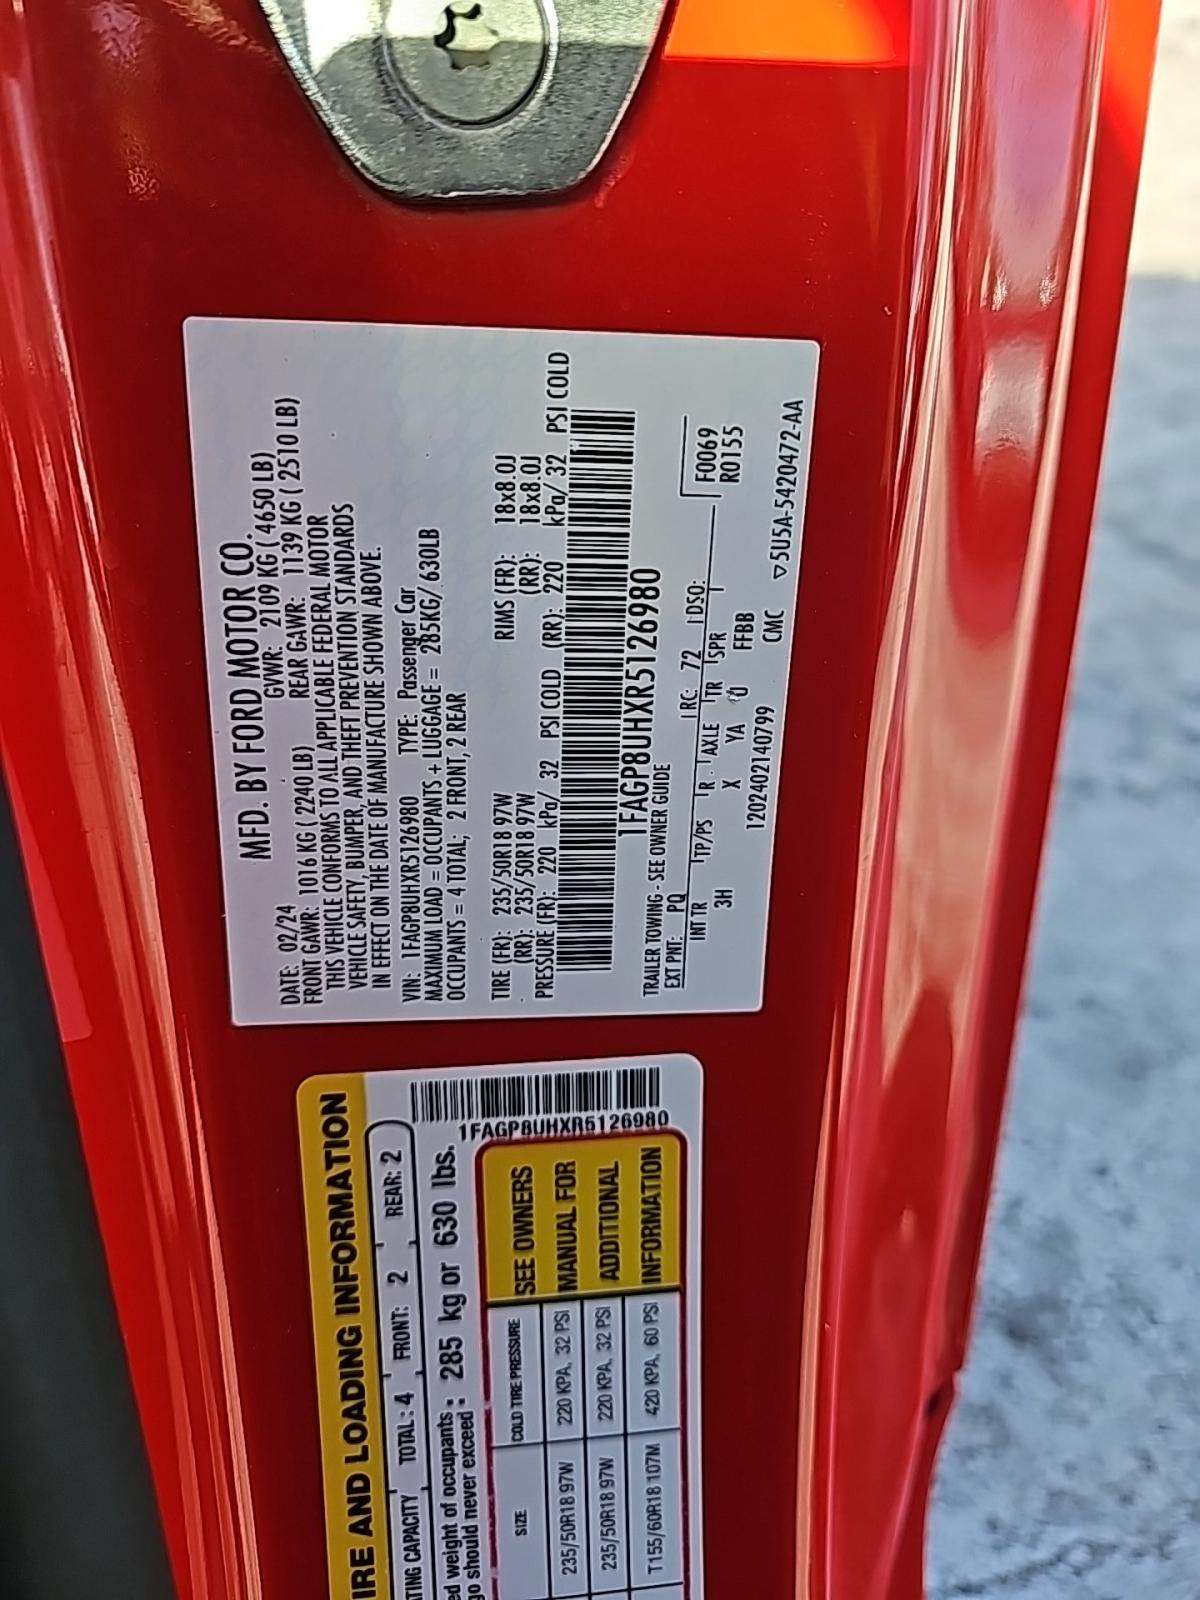 MFD. BY FORD MOTOR CO.
DATE: 02/24 GVWR: 2109 KG ( 4650 LB)
FRONT GAWR: 1016 KG ( 2240 LB) REAR GAWR: 1139 KG ( 2510 LB)
THIS VEHICLE CONFORMS TO ALL APPLICABLE FEDERAL MOTOR
VEHICLE SAFETY, BUMPER, AND THEFT PREVENTION STANDARDS
IN EFFECT ON THE DATE OF MANUFACTURE SHOWN ABOVE.
VIN: 1FAGP8UHXR5126980 TYPE: Passenger Car
MAXIMUM LOAD = OCCUPANTS + LUGGAGE = 285KG/ 630LB
OCCUPANTS = 4 TOTAL; 2 FRONT, 2 REAR
TIRE (FR): 235/50R18 97W RIMS (FR): 18x8.0J
(RR): 235/50R18 97W (RR): 18x8.0J
PRESSURE (FR): 220 kPa/ 32 PSI COLD (RR): 220 kPa/ 32 PSI COLD
1FAGP8UHXR5126980
TRAILER TOWING - SEE OWNER GUIDE
EXT PNT: PQ RC: 72 DSO: F0069
INT TR TP/PS R AXLE TR SPR R0155
3H X YA U FFBB
1202402140799 CMC ▽5U5A-5420472-AA
IRE AND LOADING INFORMATION
TING CAPACITY TOTAL: 4 FRONT: 2 REAR: 2
ed weight of occupants
go should never exceed : 285 kg or 630 lbs.
1FAGP8UHXR5126980
SIZE COLD TIRE PRESSURE
235/50R18 97W 220 KPA, 32 PSI
235/50R18 97W 220 KPA, 32 PSI
T155/60R18 107M 420 KPA, 60 PSI
SEE OWNERS
MANUAL FOR
ADDITIONAL
INFORMATION